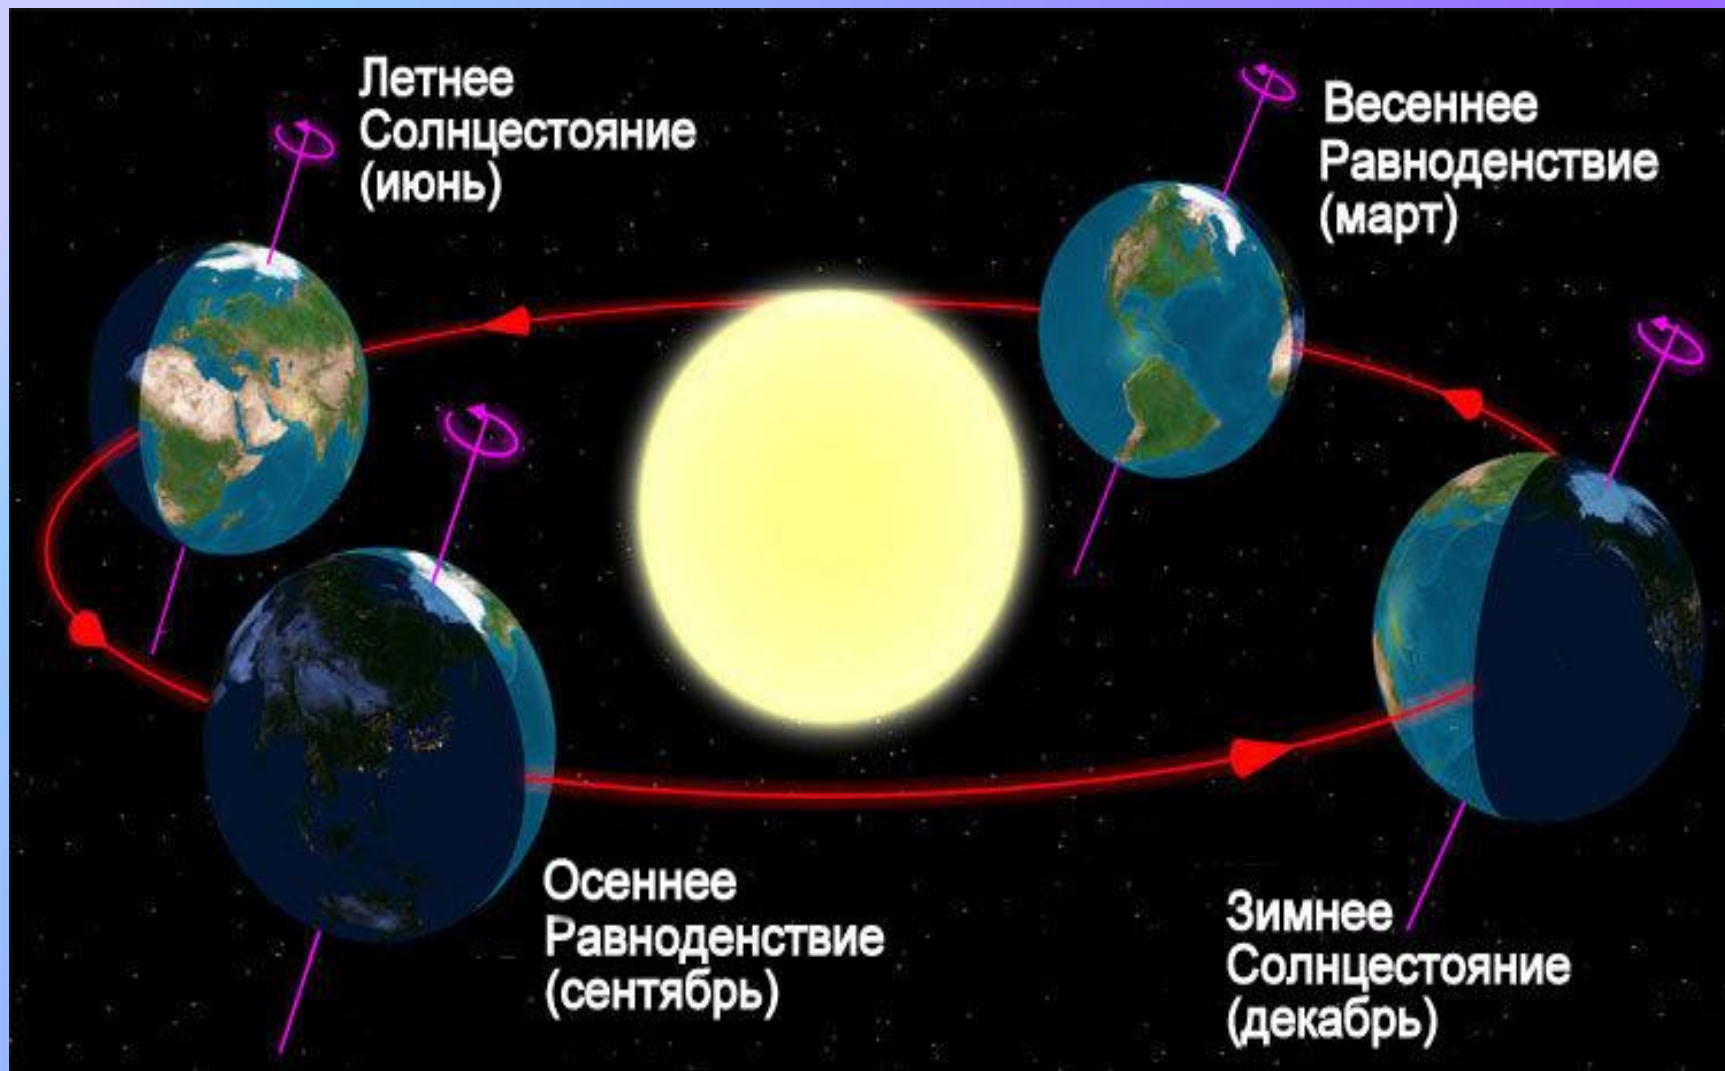 Летнее
Солнцестояние
(июнь)
Весеннее
Равноденствие
(март)
Осеннее
Равноденствие
(сентябрь)
Зимнее
Солнцестояние
(декабрь)